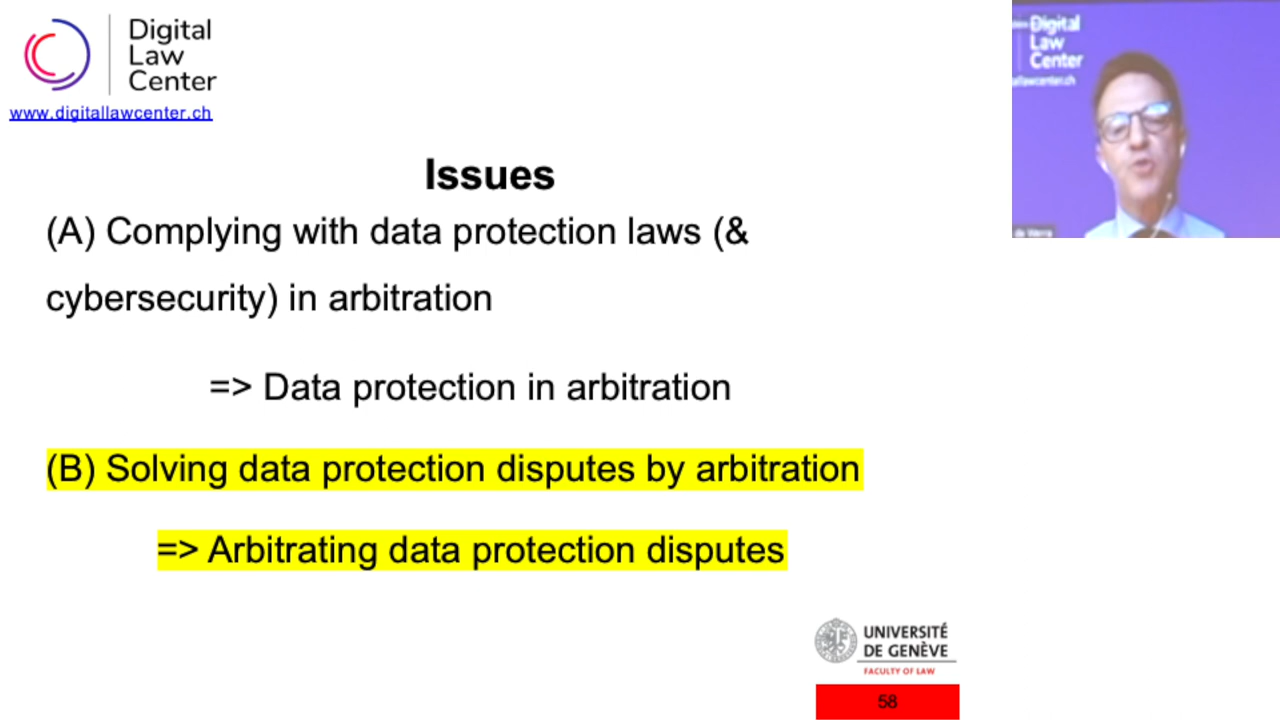 Digital
Law
Center
www.digitallawcenter.ch
Digital
Law
Center
Issues
(A) Complying with data protection laws (&
cybersecurity) in arbitration
=> Data protection in arbitration
(B) Solving data protection disputes by arbitration
=> Arbitrating data protection disputes
UNIVERSITÉ
DE GENÈVE
FACULTY OF LAW
58